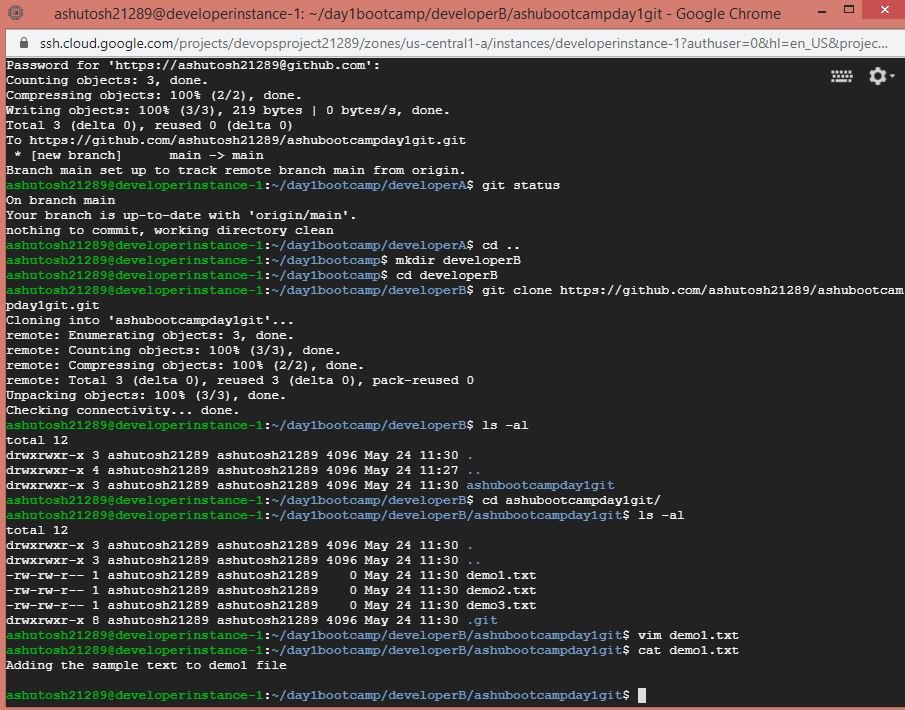 ashutosh21289@developerinstance-1: ~/day1bootcamp/developerB/ashubootcampday1git - Google Chrome
ssh.cloud.google.com/projects/devopsproject21289/zones/us-central1-a/instances/developerinstance-1?authuser=0&hl=en_US&projec...
Password for 'https://ashutosh21289@github.com':
Counting objects: 3, done.
Compressing objects: 100% (2/2), done.
Writing objects: 100% (3/3), 219 bytes | 0 bytes/s, done.
Total 3 (delta 0), reused 0 (delta 0)
To https://github.com/ashutosh21289/ashubootcampday1git.git
 * [new branch]      main -> main
Branch main set up to track remote branch main from origin.
ashutosh21289@developerinstance-1:~/day1bootcamp/developerA$ git status
On branch main
Your branch is up-to-date with 'origin/main'.
nothing to commit, working directory clean
ashutosh21289@developerinstance-1:~/day1bootcamp/developerA$ cd ..
ashutosh21289@developerinstance-1:~/day1bootcamp$ mkdir developerB
ashutosh21289@developerinstance-1:~/day1bootcamp$ cd developerB
ashutosh21289@developerinstance-1:~/day1bootcamp/developerB$ git clone https://github.com/ashutosh21289/ashubootcam
pday1git.git
Cloning into 'ashubootcampday1git'...
remote: Enumerating objects: 3, done.
remote: Counting objects: 100% (3/3), done.
remote: Compressing objects: 100% (2/2), done.
remote: Total 3 (delta 0), reused 3 (delta 0), pack-reused 0
Unpacking objects: 100% (3/3), done.
Checking connectivity... done.
ashutosh21289@developerinstance-1:~/day1bootcamp/developerB$ ls -al
total 12
drwxrwxr-x 3 ashutosh21289 ashutosh21289 4096 May 24 11:30 .
drwxrwxr-x 4 ashutosh21289 ashutosh21289 4096 May 24 11:27 ..
drwxrwxr-x 3 ashutosh21289 ashutosh21289 4096 May 24 11:30 ashubootcampday1git
ashutosh21289@developerinstance-1:~/day1bootcamp/developerB$ cd ashubootcampday1git/
ashutosh21289@developerinstance-1:~/day1bootcamp/developerB/ashubootcampday1git$ ls -al
total 12
drwxrwxr-x 3 ashutosh21289 ashutosh21289 4096 May 24 11:30 .
drwxrwxr-x 3 ashutosh21289 ashutosh21289 4096 May 24 11:30 ..
-rw-rw-r-- 1 ashutosh21289 ashutosh21289    0 May 24 11:30 demo1.txt
-rw-rw-r-- 1 ashutosh21289 ashutosh21289    0 May 24 11:30 demo2.txt
-rw-rw-r-- 1 ashutosh21289 ashutosh21289    0 May 24 11:30 demo3.txt
drwxrwxr-x 8 ashutosh21289 ashutosh21289 4096 May 24 11:30 .git
ashutosh21289@developerinstance-1:~/day1bootcamp/developerB/ashubootcampday1git$ vim demo1.txt
ashutosh21289@developerinstance-1:~/day1bootcamp/developerB/ashubootcampday1git$ cat demo1.txt
Adding the sample text to demo1 file
ashutosh21289@developerinstance-1:~/day1bootcamp/developerB/ashubootcampday1git$